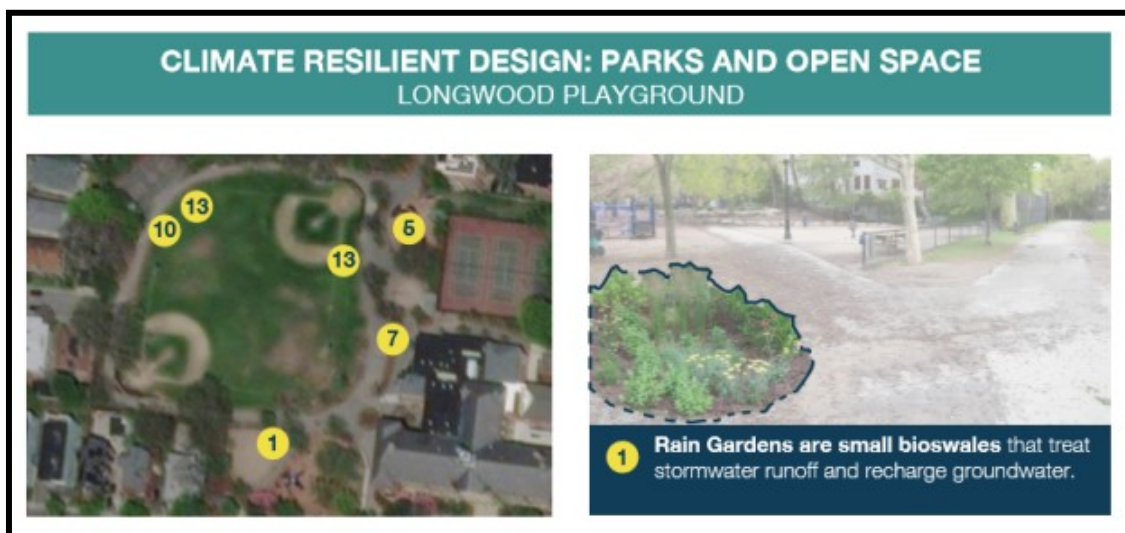 CLIMATE RESILIENT DESIGN: PARKS AND OPEN SPACE
LONGWOOD PLAYGROUND
13
10
5
13
7
1
1 Rain Gardens are small bioswales that treat
stormwater runoff and recharge groundwater.